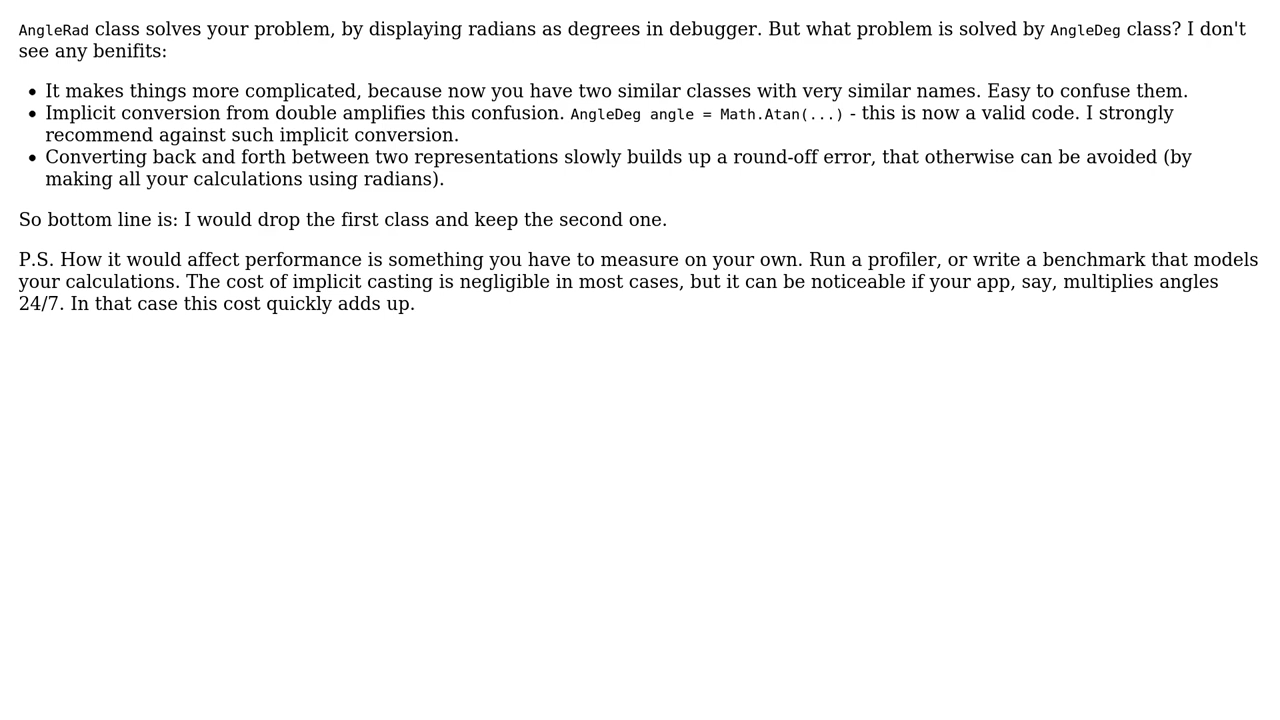 AngleRad class solves your problem, by displaying radians as degrees in debugger. But what problem is solved by AngleDeg class? I don't
see any benifits:
• It makes things more complicated, because now you have two similar classes with very similar names. Easy to confuse them.
• Implicit conversion from double amplifies this confusion. AngleDeg angle = Math.Atan(...) - this is now a valid code. I strongly
recommend against such implicit conversion.
• Converting back and forth between two representations slowly builds up a round-off error, that otherwise can be avoided (by
making all your calculations using radians).
So bottom line is: I would drop the first class and keep the second one.
P.S. How it would affect performance is something you have to measure on your own. Run a profiler, or write a benchmark that models
your calculations. The cost of implicit casting is negligible in most cases, but it can be noticeable if your app, say, multiplies angles
24/7. In that case this cost quickly adds up.